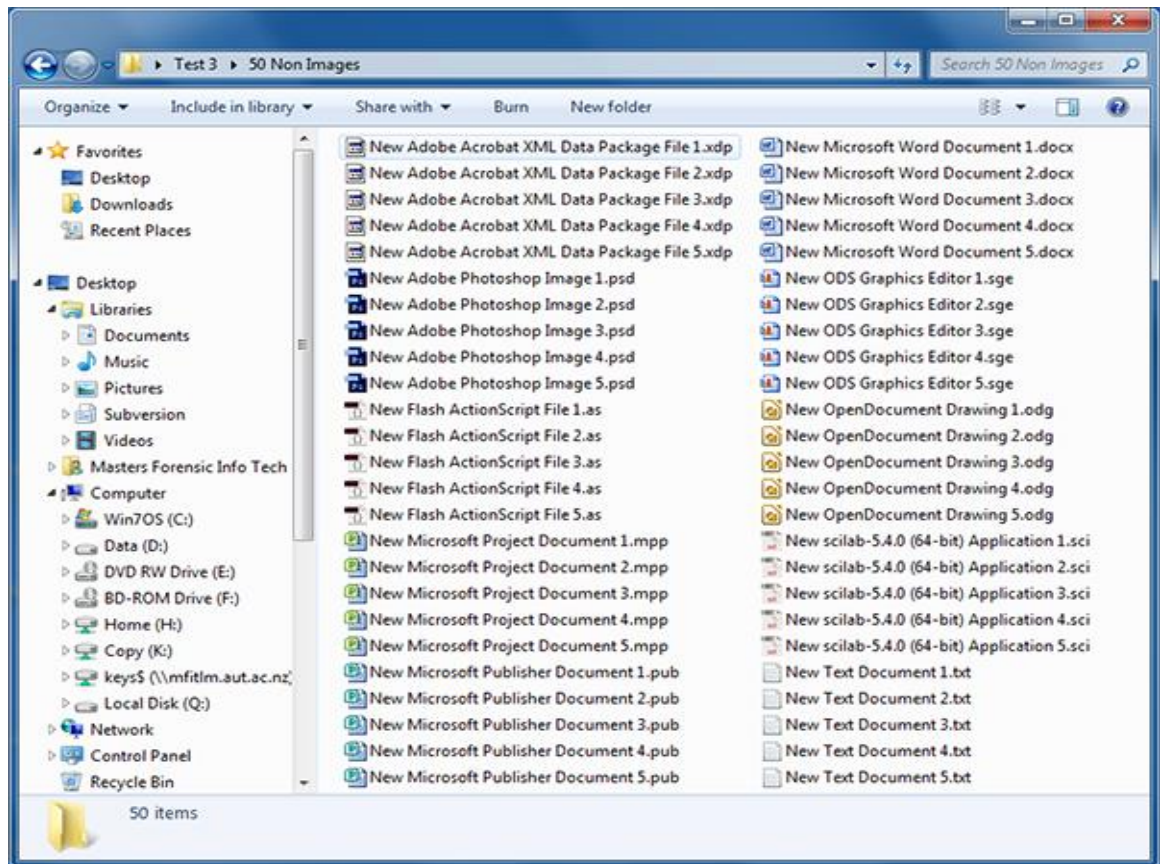 Test 3 ▸ 50 Non Images
Search 50 Non Images
Organize
Include in library
Share with
Burn
New folder
Favorites
Desktop
Downloads
Recent Places
Desktop
Libraries
Documents
Music
Pictures
Subversion
Videos
Masters Forensic Info Tech
Computer
Win7OS (C:)
Data (D:)
DVD RW Drive (E:)
BD-ROM Drive (F:)
Home (H:)
Copy (K:)
keys$ (\\mfitlm.aut.ac.nz)
Local Disk (Q:)
Network
Control Panel
Recycle Bin
New Adobe Acrobat XML Data Package File 1.xdp
New Adobe Acrobat XML Data Package File 2.xdp
New Adobe Acrobat XML Data Package File 3.xdp
New Adobe Acrobat XML Data Package File 4.xdp
New Adobe Acrobat XML Data Package File 5.xdp
New Adobe Photoshop Image 1.psd
New Adobe Photoshop Image 2.psd
New Adobe Photoshop Image 3.psd
New Adobe Photoshop Image 4.psd
New Adobe Photoshop Image 5.psd
New Flash ActionScript File 1.as
New Flash ActionScript File 2.as
New Flash ActionScript File 3.as
New Flash ActionScript File 4.as
New Flash ActionScript File 5.as
New Microsoft Project Document 1.mpp
New Microsoft Project Document 2.mpp
New Microsoft Project Document 3.mpp
New Microsoft Project Document 4.mpp
New Microsoft Project Document 5.mpp
New Microsoft Publisher Document 1.pub
New Microsoft Publisher Document 2.pub
New Microsoft Publisher Document 3.pub
New Microsoft Publisher Document 4.pub
New Microsoft Publisher Document 5.pub
New Microsoft Word Document 1.docx
New Microsoft Word Document 2.docx
New Microsoft Word Document 3.docx
New Microsoft Word Document 4.docx
New Microsoft Word Document 5.docx
New ODS Graphics Editor 1.sge
New ODS Graphics Editor 2.sge
New ODS Graphics Editor 3.sge
New ODS Graphics Editor 4.sge
New ODS Graphics Editor 5.sge
New OpenDocument Drawing 1.odg
New OpenDocument Drawing 2.odg
New OpenDocument Drawing 3.odg
New OpenDocument Drawing 4.odg
New OpenDocument Drawing 5.odg
New scilab-5.4.0 (64-bit) Application 1.sci
New scilab-5.4.0 (64-bit) Application 2.sci
New scilab-5.4.0 (64-bit) Application 3.sci
New scilab-5.4.0 (64-bit) Application 4.sci
New scilab-5.4.0 (64-bit) Application 5.sci
New Text Document 1.txt
New Text Document 2.txt
New Text Document 3.txt
New Text Document 4.txt
New Text Document 5.txt
50 items